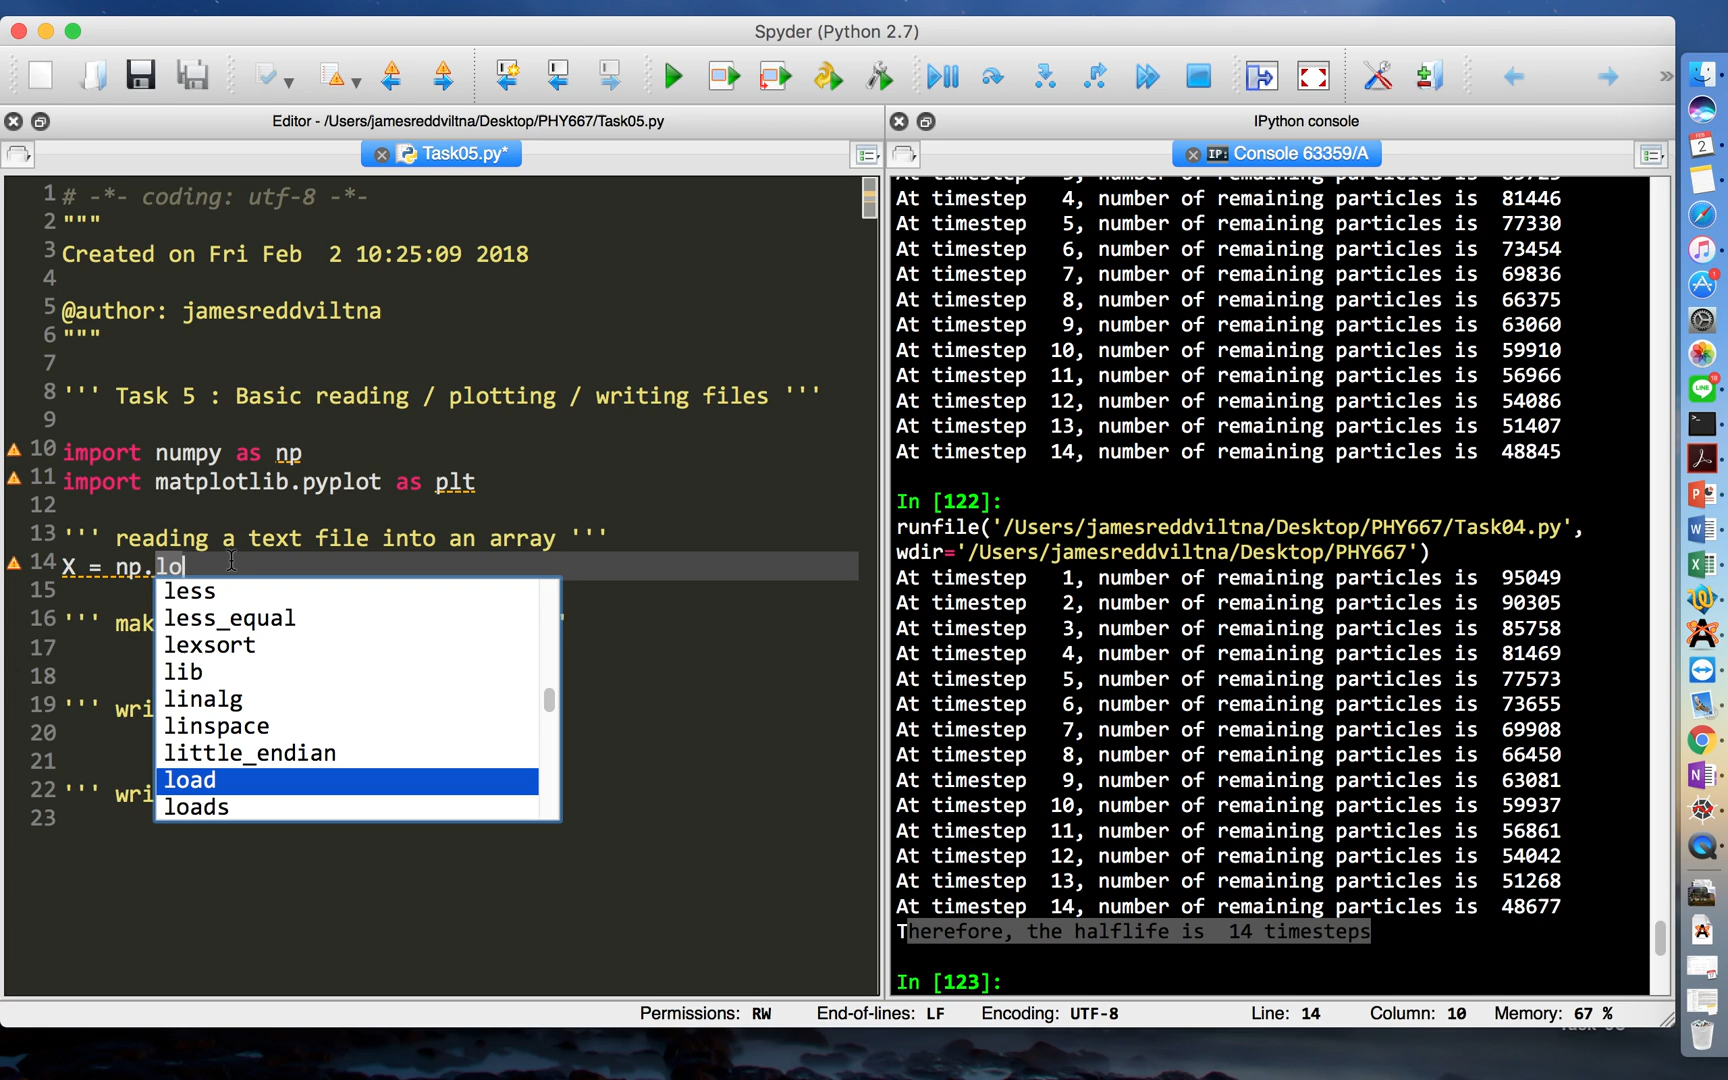 Spyder (Python 2.7)
Editor - /Users/jamesreddviltna/Desktop/PHY667/Task05.py
Task05.py*
1 # -*- coding: utf-8 -*-
2 """
3 Created on Fri Feb  2 10:25:09 2018
4
5 @author: jamesreddviltna
6 """
7
8 ''' Task 5 : Basic reading / plotting / writing files '''
9
10 import numpy as np
11 import matplotlib.pyplot as plt
12
13 ''' reading a text file into an array '''
14 X = np.lo
15
16 ''' mak
17
18
19 ''' wri
20
21
22 ''' wri
23
less
less_equal
lexsort
lib
linalg
linspace
little_endian
load
loads
IPython console
IP: Console 63359/A
At timestep   4, number of remaining particles is  81446
At timestep   5, number of remaining particles is  77330
At timestep   6, number of remaining particles is  73454
At timestep   7, number of remaining particles is  69836
At timestep   8, number of remaining particles is  66375
At timestep   9, number of remaining particles is  63060
At timestep  10, number of remaining particles is  59910
At timestep  11, number of remaining particles is  56966
At timestep  12, number of remaining particles is  54086
At timestep  13, number of remaining particles is  51407
At timestep  14, number of remaining particles is  48845
In [122]:
runfile('/Users/jamesreddviltna/Desktop/PHY667/Task04.py',
wdir='/Users/jamesreddviltna/Desktop/PHY667')
At timestep   1, number of remaining particles is  95049
At timestep   2, number of remaining particles is  90305
At timestep   3, number of remaining particles is  85758
At timestep   4, number of remaining particles is  81469
At timestep   5, number of remaining particles is  77573
At timestep   6, number of remaining particles is  73655
At timestep   7, number of remaining particles is  69908
At timestep   8, number of remaining particles is  66450
At timestep   9, number of remaining particles is  63081
At timestep  10, number of remaining particles is  59937
At timestep  11, number of remaining particles is  56861
At timestep  12, number of remaining particles is  54042
At timestep  13, number of remaining particles is  51268
At timestep  14, number of remaining particles is  48677
Therefore, the halflife is  14 timesteps
In [123]:
Permissions: RW End-of-lines: LF Encoding: UTF-8 Line: 14 Column: 10 Memory: 67 %